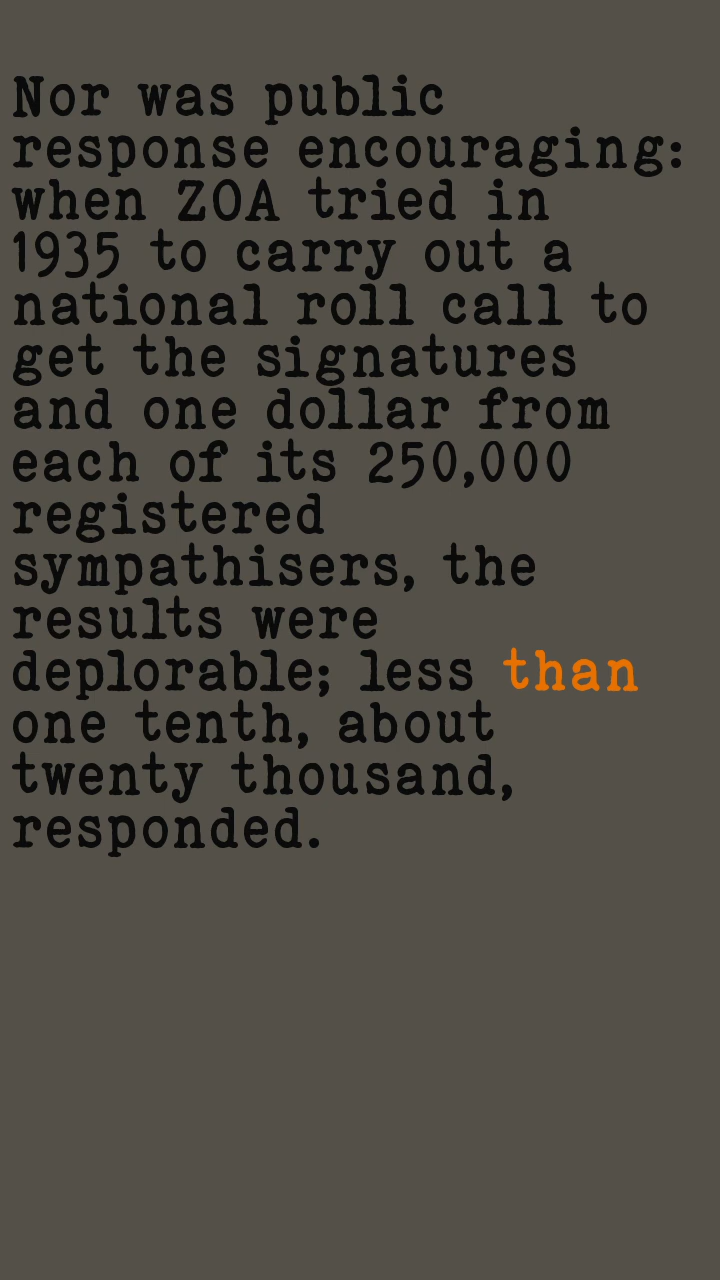 Nor was public
response encouraging:
when ZOA tried in
1935 to carry out a
national roll call to
get the signatures
and one dollar from
each of its 250,000
registered
sympathisers, the
results were
deplorable; less than
one tenth, about
twenty thousand,
responded.